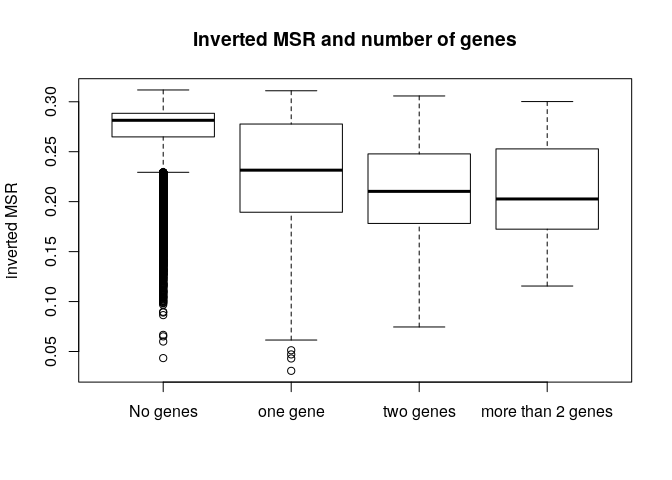 Inverted MSR and number of genes
Inverted MSR
0.30
0.25
0.20
0.15
0.10
0.05
No genes
one gene
two genes
more than 2 genes